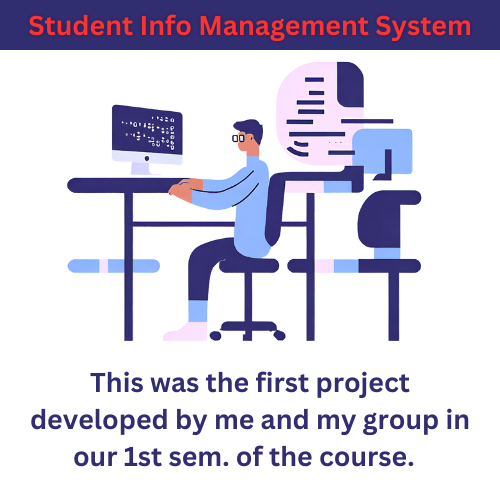 Student Info Management System
This was the first project
developed by me and my group in
our 1st sem. of the course.